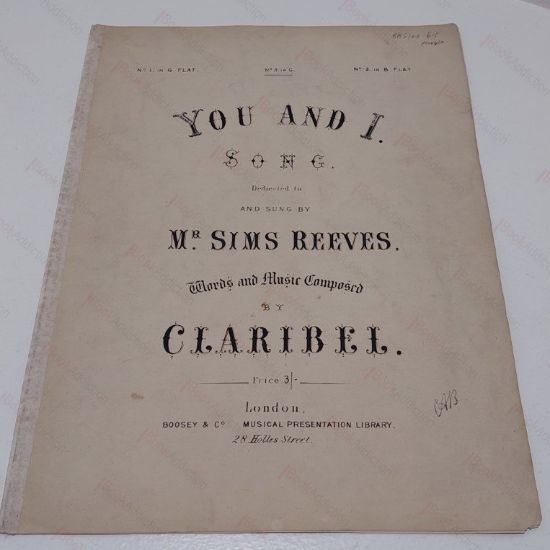 Nº 1. in G FLAT. Nº 3 in G Nº 2. in B FLAT
YOU AND I.
SONG.
Dedicated to
AND SUNG BY
MR SIMS REEVES.
Words and Music Composed
BY
CLARIBEL.
Price 3/-
London,
BOOSEY & Cº MUSICAL PRESENTATION LIBRARY.
28 Holles Street.